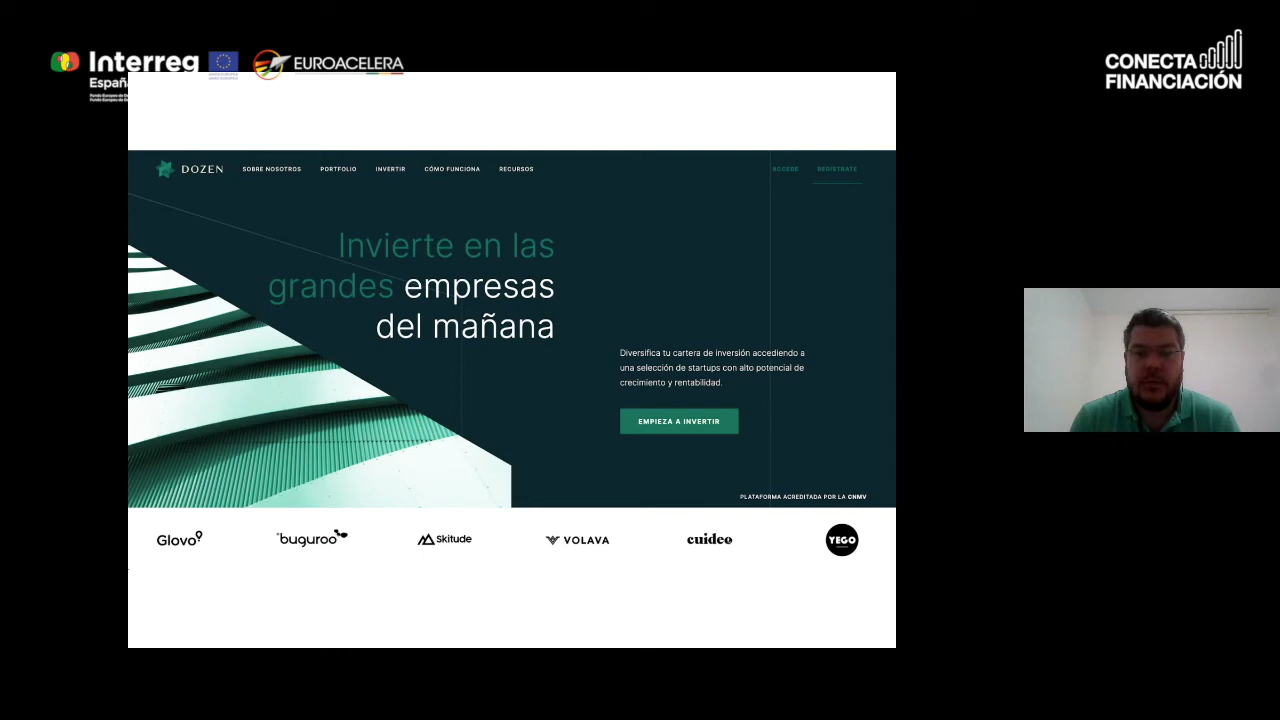 Interreg
España
EUROACELERA
CONECTA
FINANCIACIÓN
DOZEN
SOBRE NOSOTROS
PORTFOLIO
INVERTIR
CÓMO FUNCIONA
RECURSOS
ACCEDE
REGÍSTRATE
Invierte en las
grandes empresas
del mañana
Diversifica tu cartera de inversión accediendo a
una selección de startups con alto potencial de
crecimiento y rentabilidad.
EMPIEZA A INVERTIR
PLATAFORMA ACREDITADA POR LA CNMV
Glovo
buguroo
Skitude
VOLAVA
cuideo
YEGO